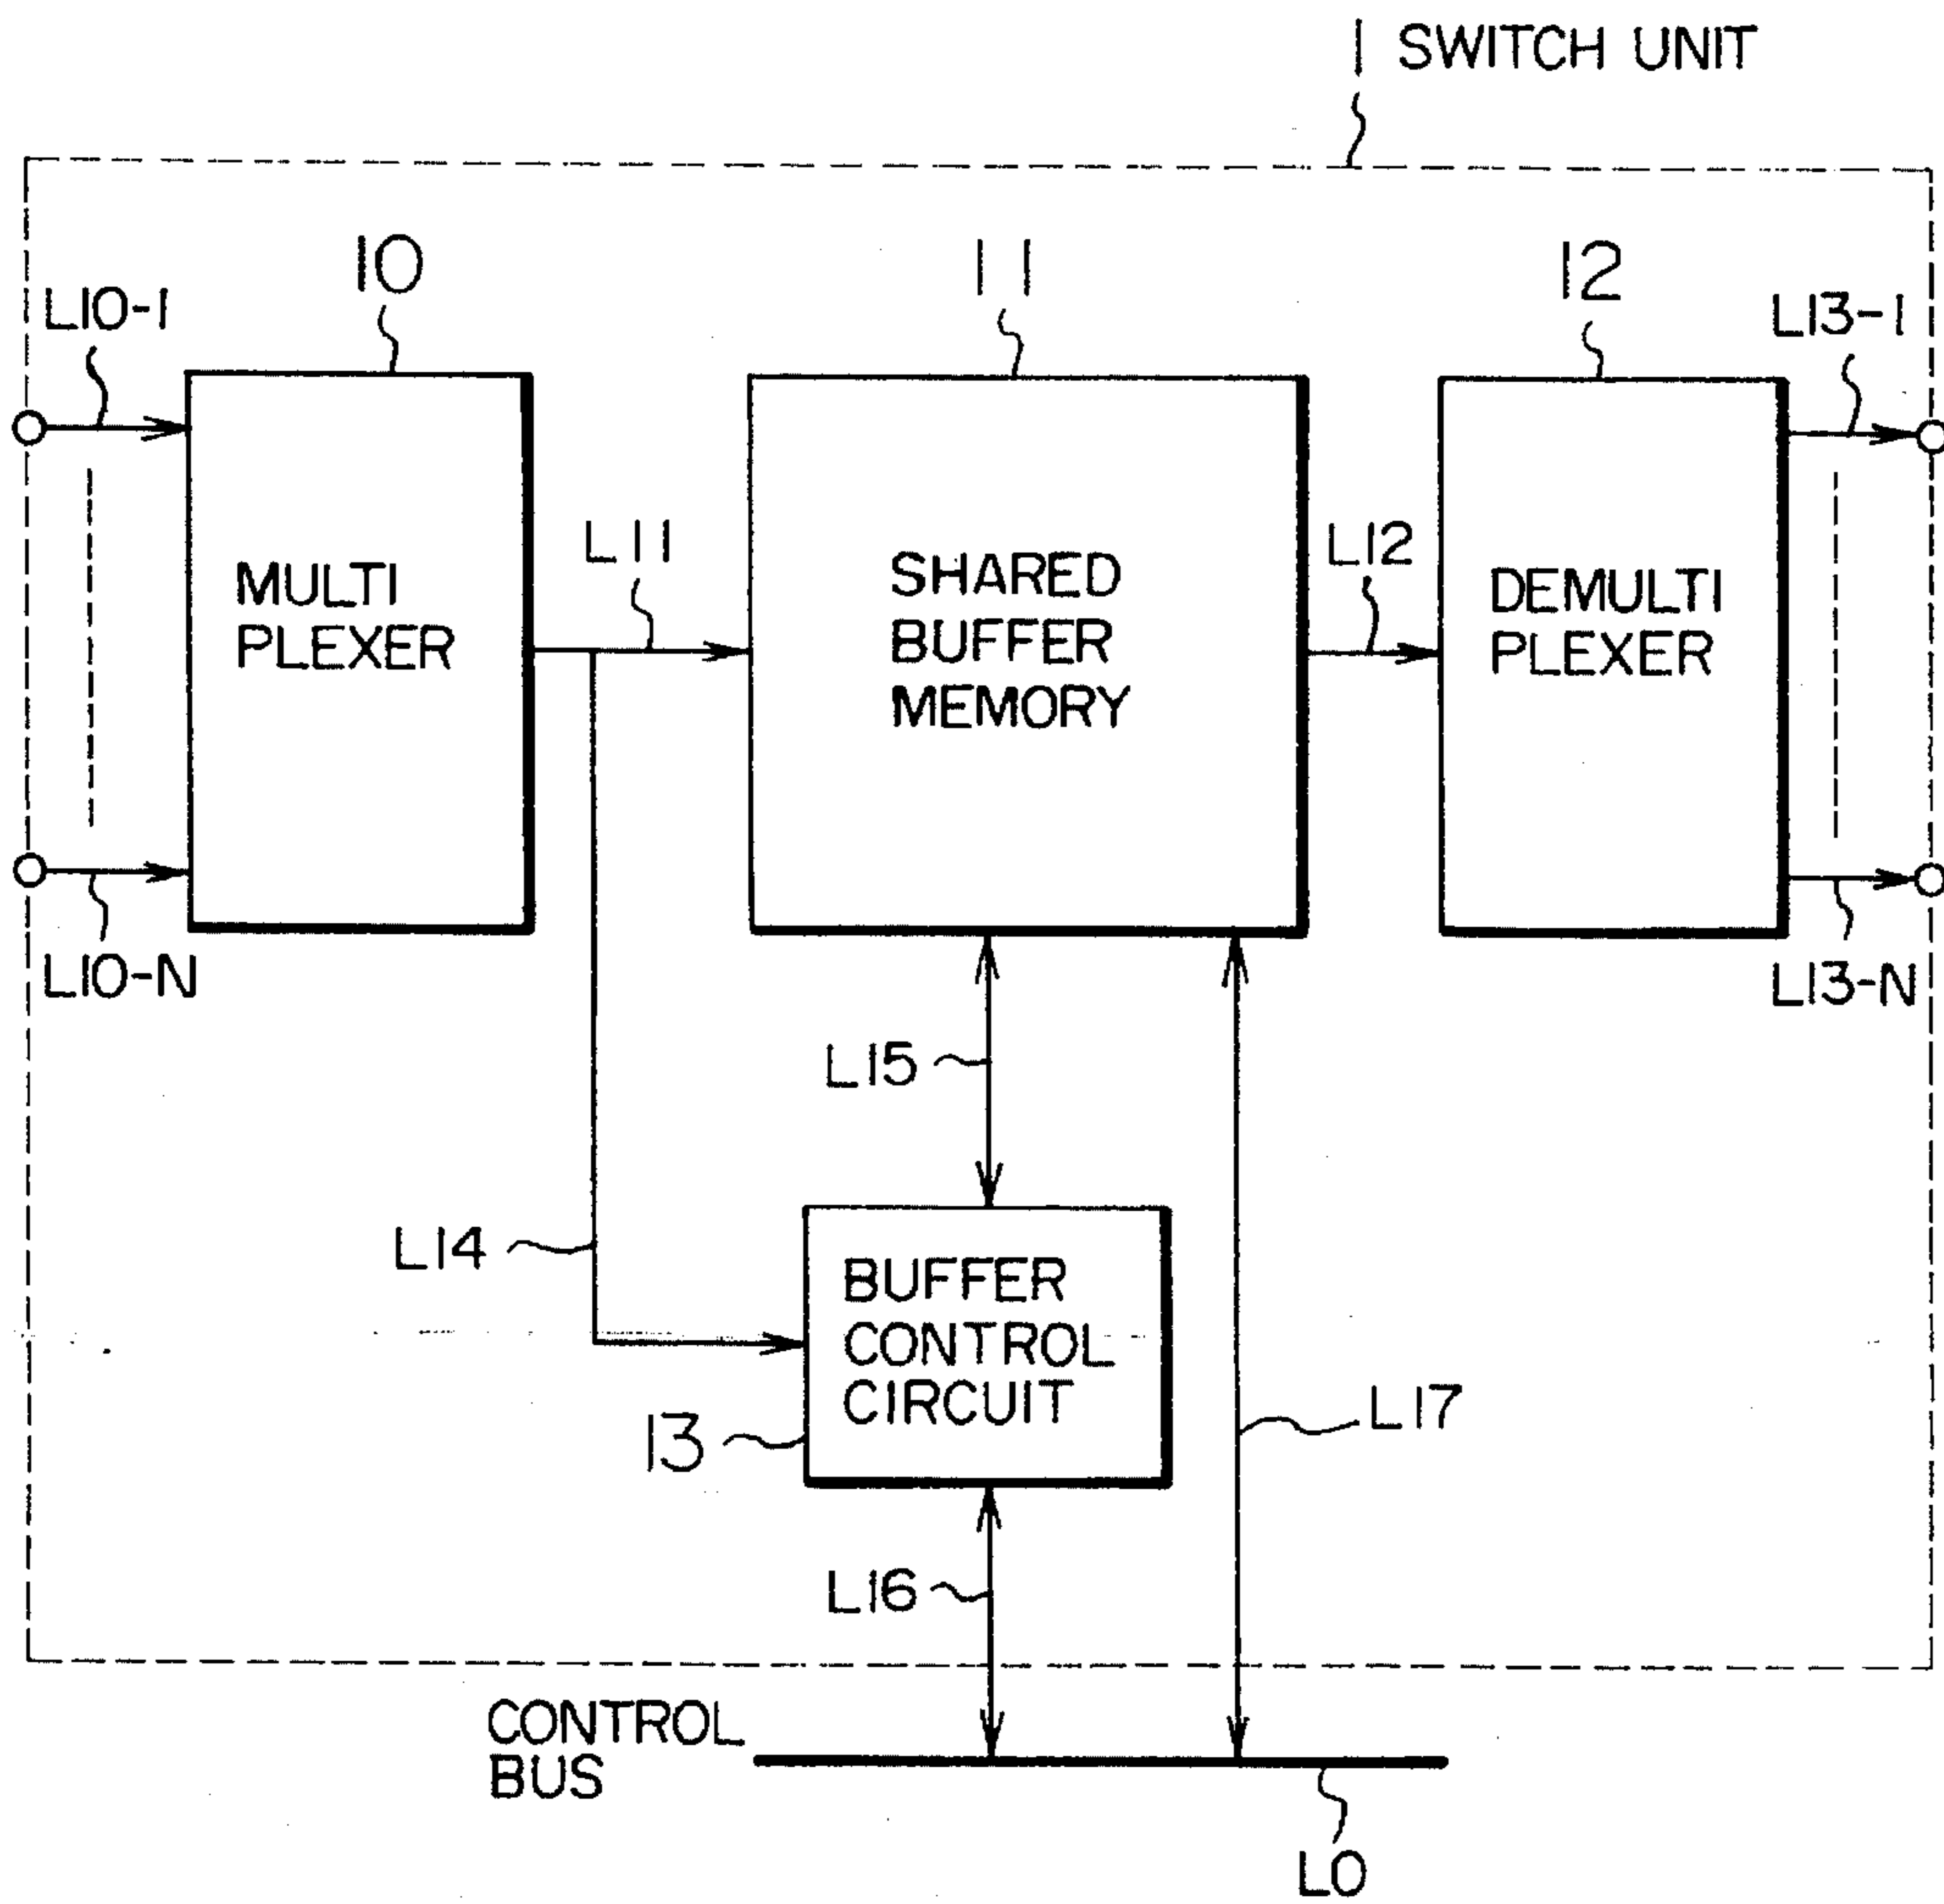 1 SWITCH UNIT
10
11
12
L10-1
L13-1
L11
L12
MULTI
PLEXER
SHARED
BUFFER
MEMORY
DEMULTI
PLEXER
L10-N
L13-N
L15
L14
BUFFER
CONTROL
CIRCUIT
13
L17
L16
CONTROL
BUS
L0